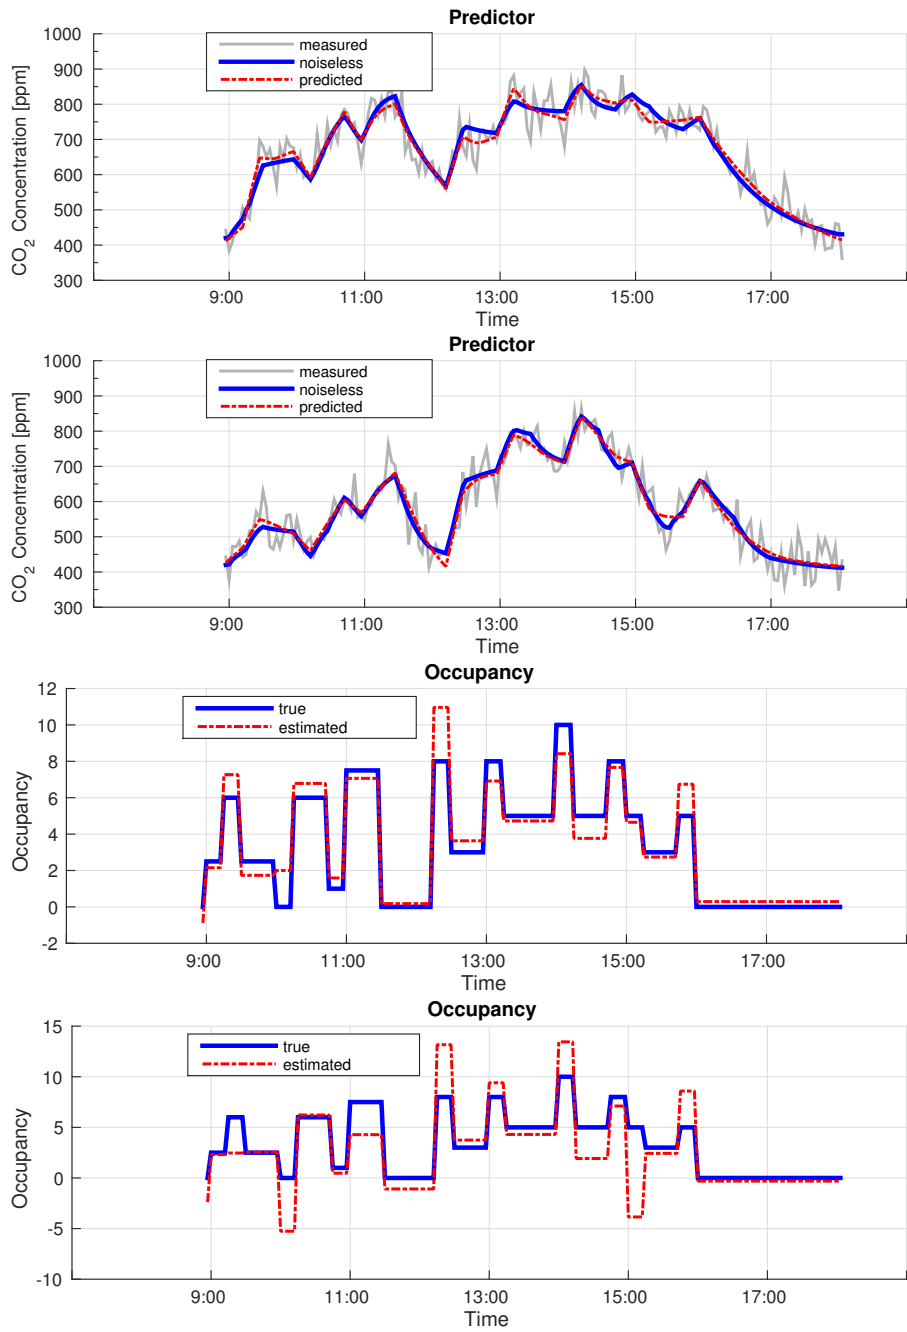 Predictor
1000
900
800
700
600
500
400
300
CO2 Concentration [ppm]
measured
noiseless
predicted
9:00 11:00 13:00 15:00 17:00
Time
Predictor
1000
900
800
700
600
500
400
300
CO2 Concentration [ppm]
measured
noiseless
predicted
9:00 11:00 13:00 15:00 17:00
Time
Occupancy
12
10
8
6
4
2
0
-2
Occupancy
true
estimated
9:00 11:00 13:00 15:00 17:00
Time
Occupancy
15
10
5
0
-5
-10
Occupancy
true
estimated
9:00 11:00 13:00 15:00 17:00
Time